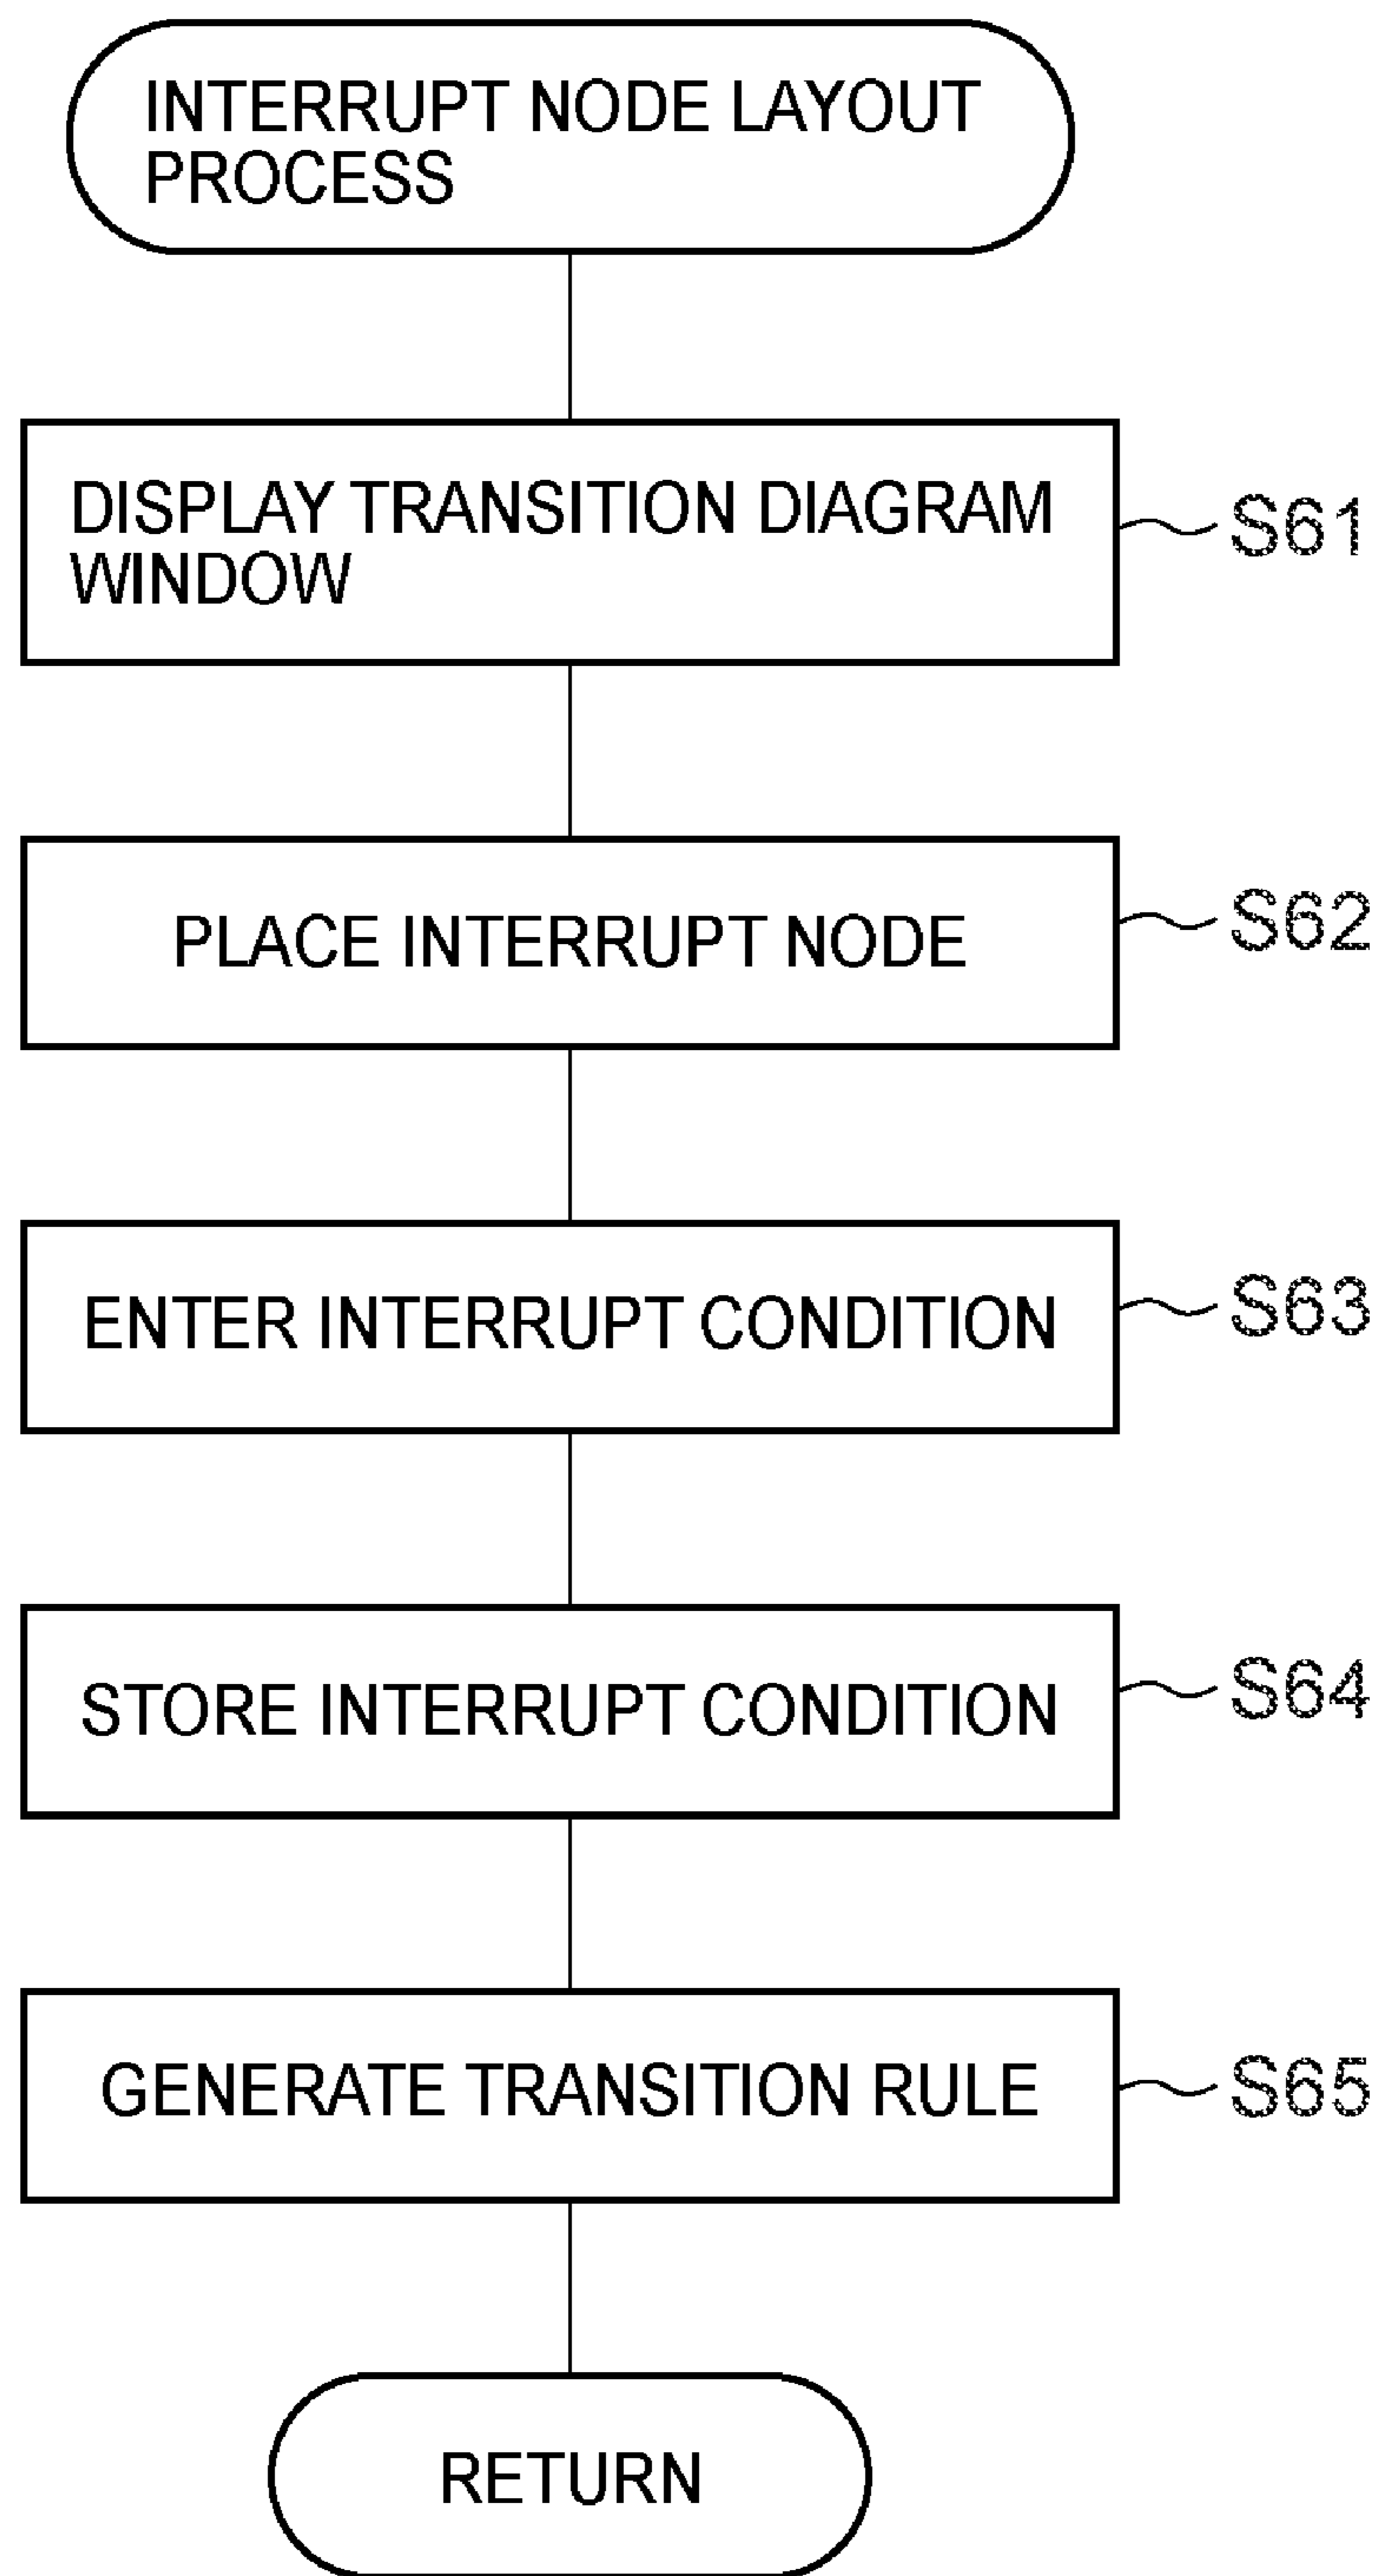 INTERRUPT NODE LAYOUT
PROCESS
DISPLAY TRANSITION DIAGRAM
WINDOW
S61
PLACE INTERRUPT NODE
S62
ENTER INTERRUPT CONDITION
S63
STORE INTERRUPT CONDITION
S64
GENERATE TRANSITION RULE
S65
RETURN